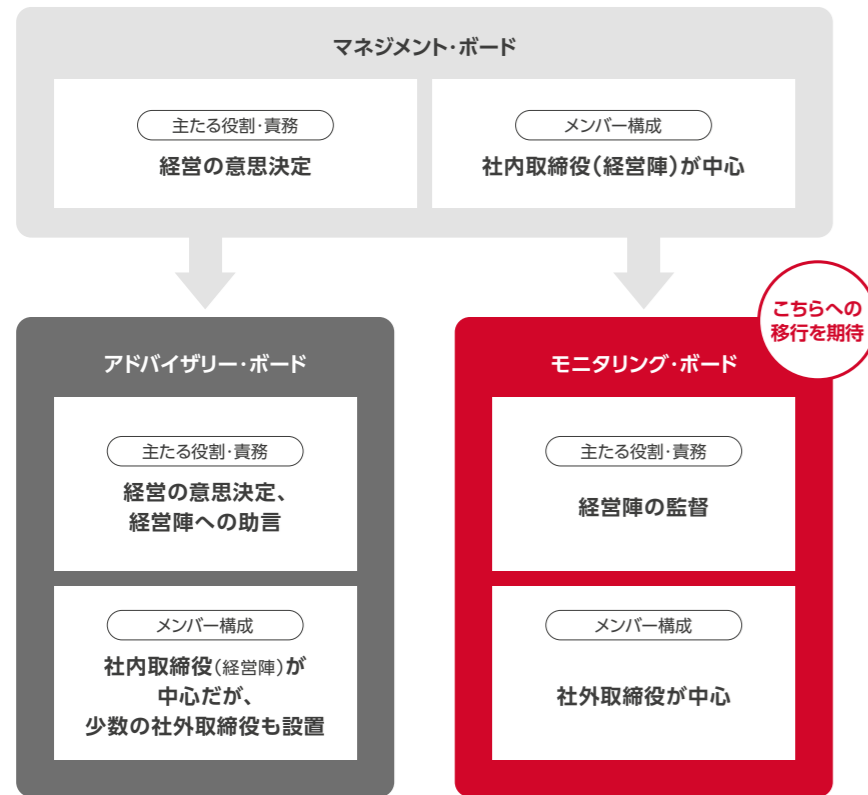 マネジメント・ボード
主たる役割・責務
経営の意思決定
メンバー構成
社内取締役(経営陣)が中心
こちらへの
移行を期待
アドバイザリー・ボード
主たる役割・責務
経営の意思決定、
経営陣への助言
メンバー構成
社内取締役(経営陣)が
中心だが、
少数の社外取締役も設置
モニタリング・ボード
主たる役割・責務
経営陣の監督
メンバー構成
社外取締役が中心